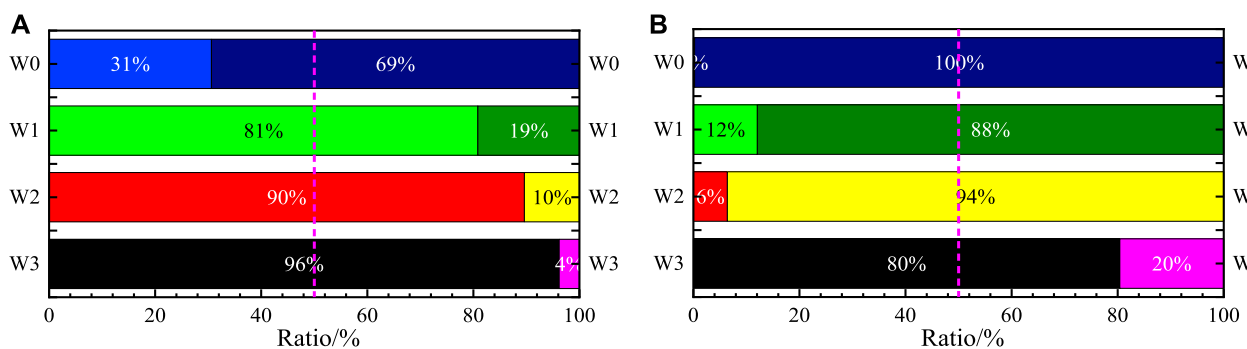 A
W0 31% 69% W0
W1 81% 19% W1
W2 90% 10% W2
W3 96% 4% W3
0 20 40 60 80 100
Ratio/%
B
W0 % 100% W
W1 12% 88% W
W2 6% 94% W
W3 80% 20% W
0 20 40 60 80 100
Ratio/%